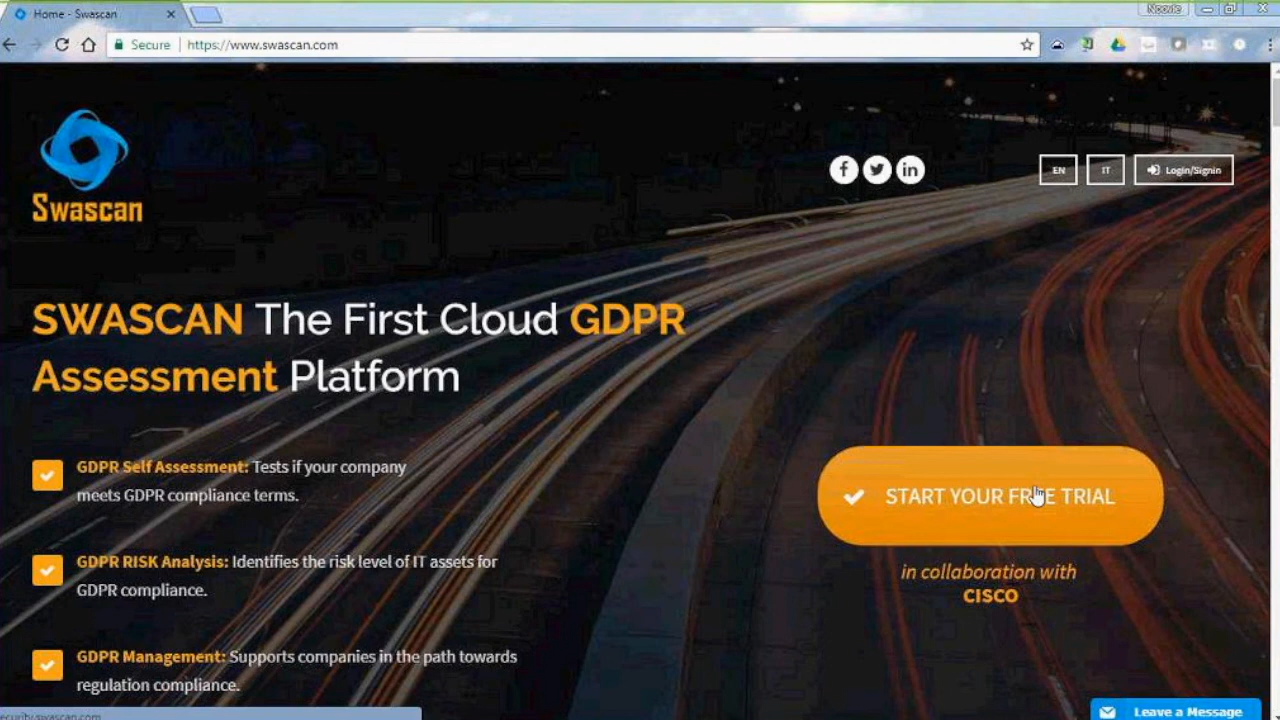 Home - Swascan
Secure
https://www.swascan.com
Swascan
EN
IT
Login/Signin
SWASCAN The First Cloud GDPR
Assessment Platform
GDPR Self Assessment: Tests if your company
meets GDPR compliance terms.
START YOUR FREE TRIAL
GDPR RISK Analysis: Identifies the risk level of IT assets for
GDPR compliance.
in collaboration with
CISCO
GDPR Management: Supports companies in the path towards
regulation compliance.
Leave a Message